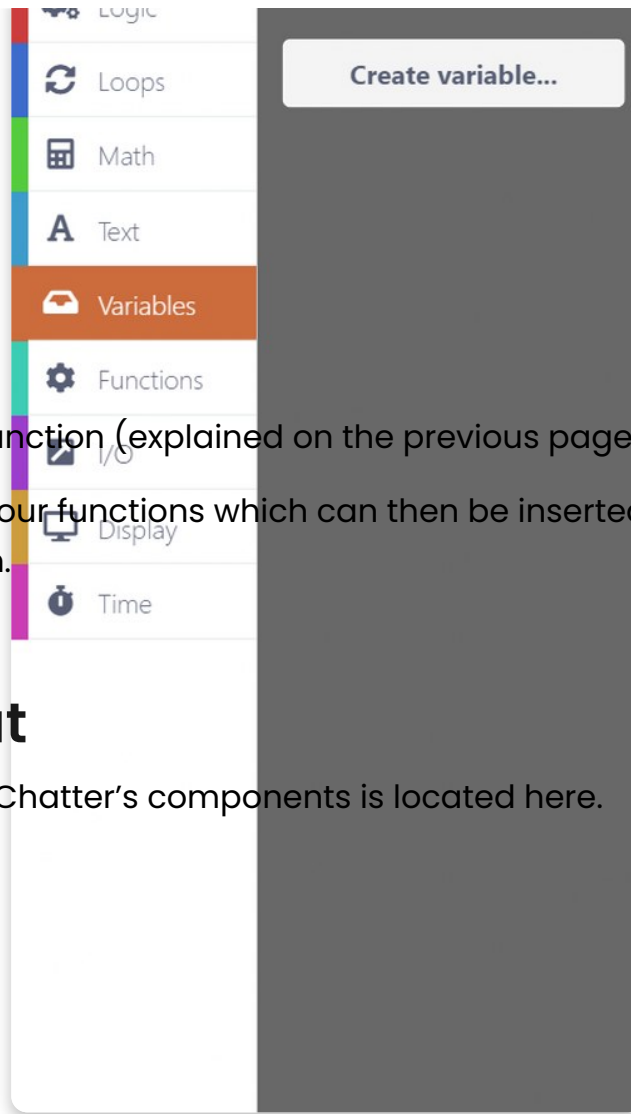 Logic
Create variable...
Loops
Math
A Text
Variables
Functions
(explained on the previous page
I/O
our functions which can then be inserted
Display
Time
Chatter's components is located here.